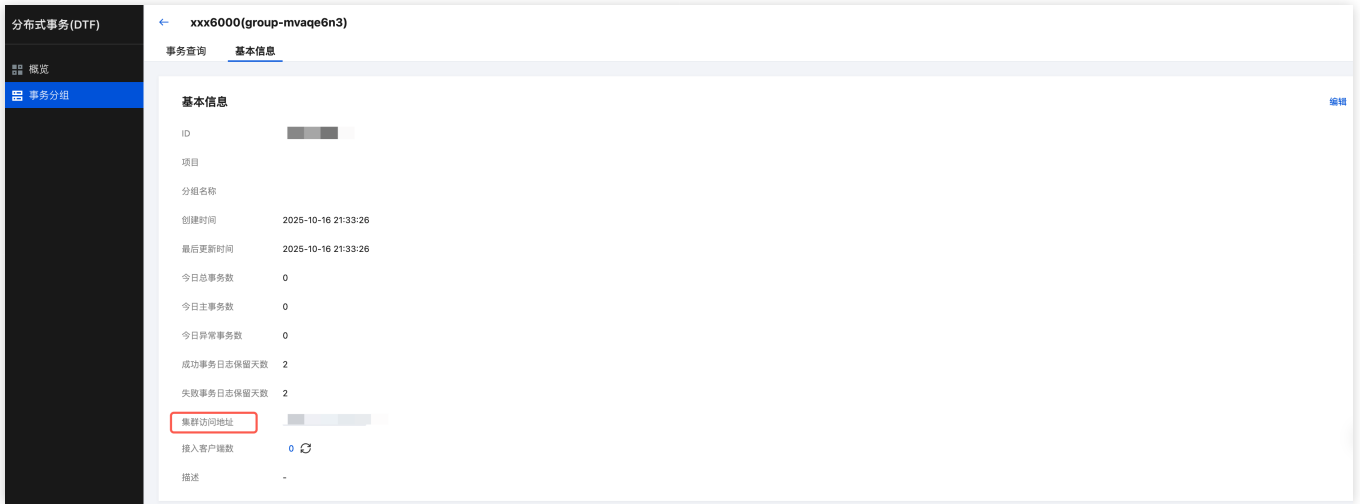 分布式事务(DTF)
概览
事务分组
← xxx6000(group-mvaqe6n3)
事务查询 基本信息
基本信息 编辑
ID
项目
分组名称
创建时间 2025-10-16 21:33:26
最后更新时间 2025-10-16 21:33:26
今日总事务数 0
今日主事务数 0
今日异常事务数 0
成功事务日志保留天数 2
失败事务日志保留天数 2
集群访问地址
接入客户端数 0
描述 -